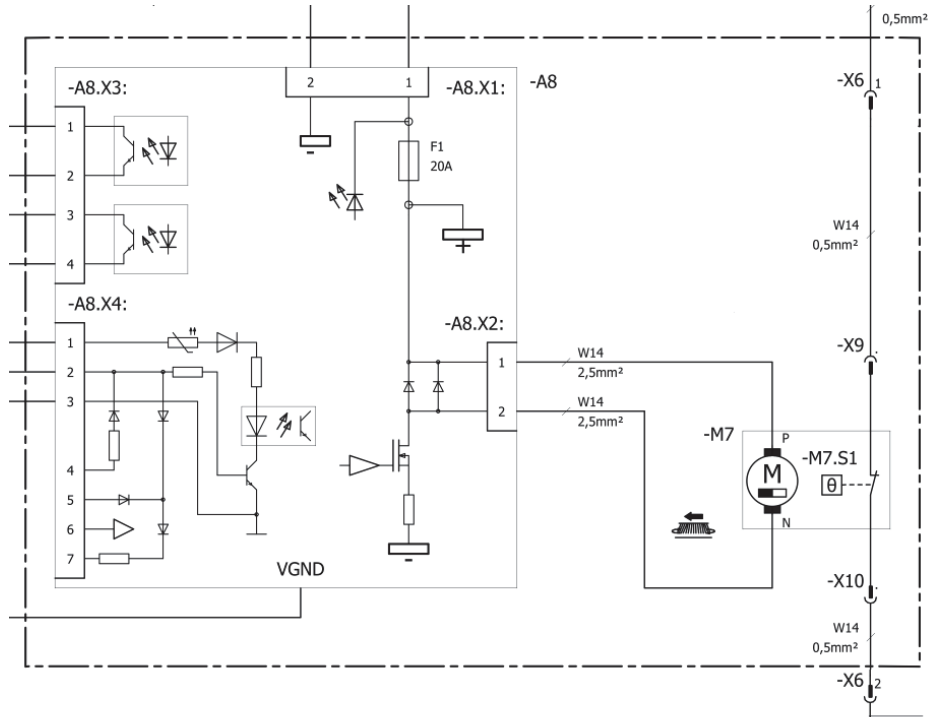 0,5mm²
-A8.X3:
2
1
-A8.X1:
-A8
-X6
1
1
2
3
4
F1
20A
+
-
W14
0,5mm²
-A8.X4:
-A8.X2:
-X9
1
2
3
4
5
6
7
1
2
W14
2,5mm²
W14
2,5mm²
-M7
P
M
N
-M7.S1
θ
-
VGND
-X10
W14
0,5mm²
-X6
2